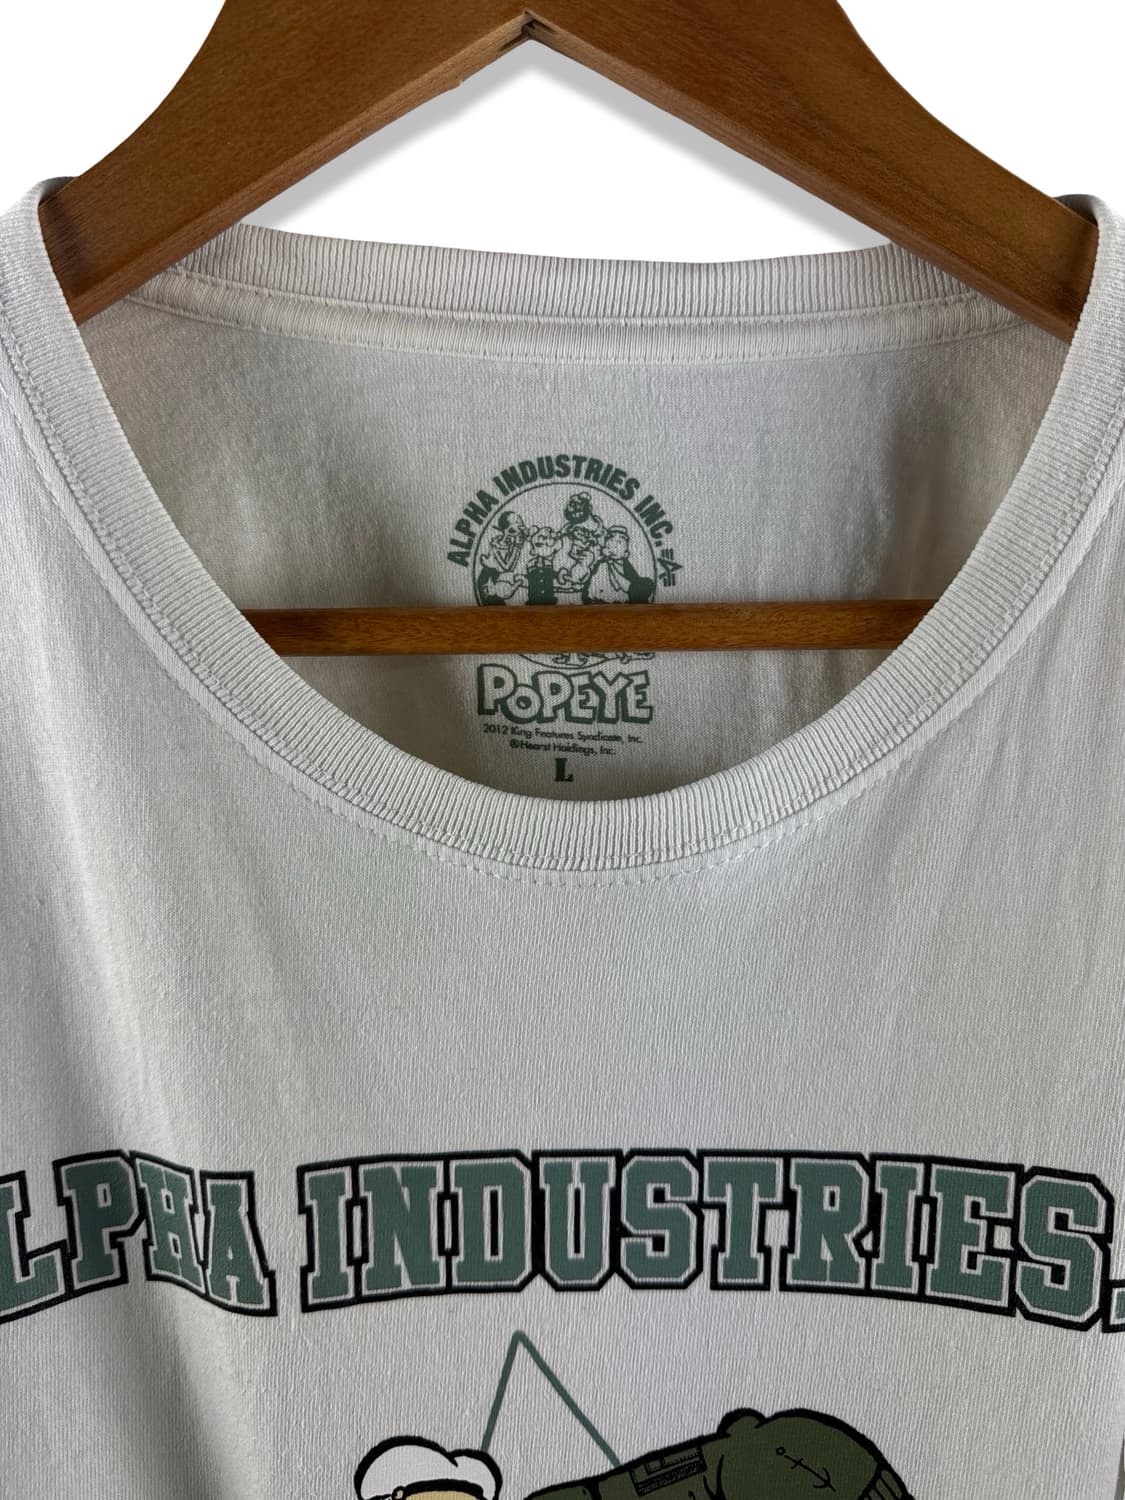 ALPHA INDUSTRIES INC.
POPEYE
2012 King Features Syndicate, Inc.
®Hearst Holdings, Inc.
L
LPHA INDUSTRIES.